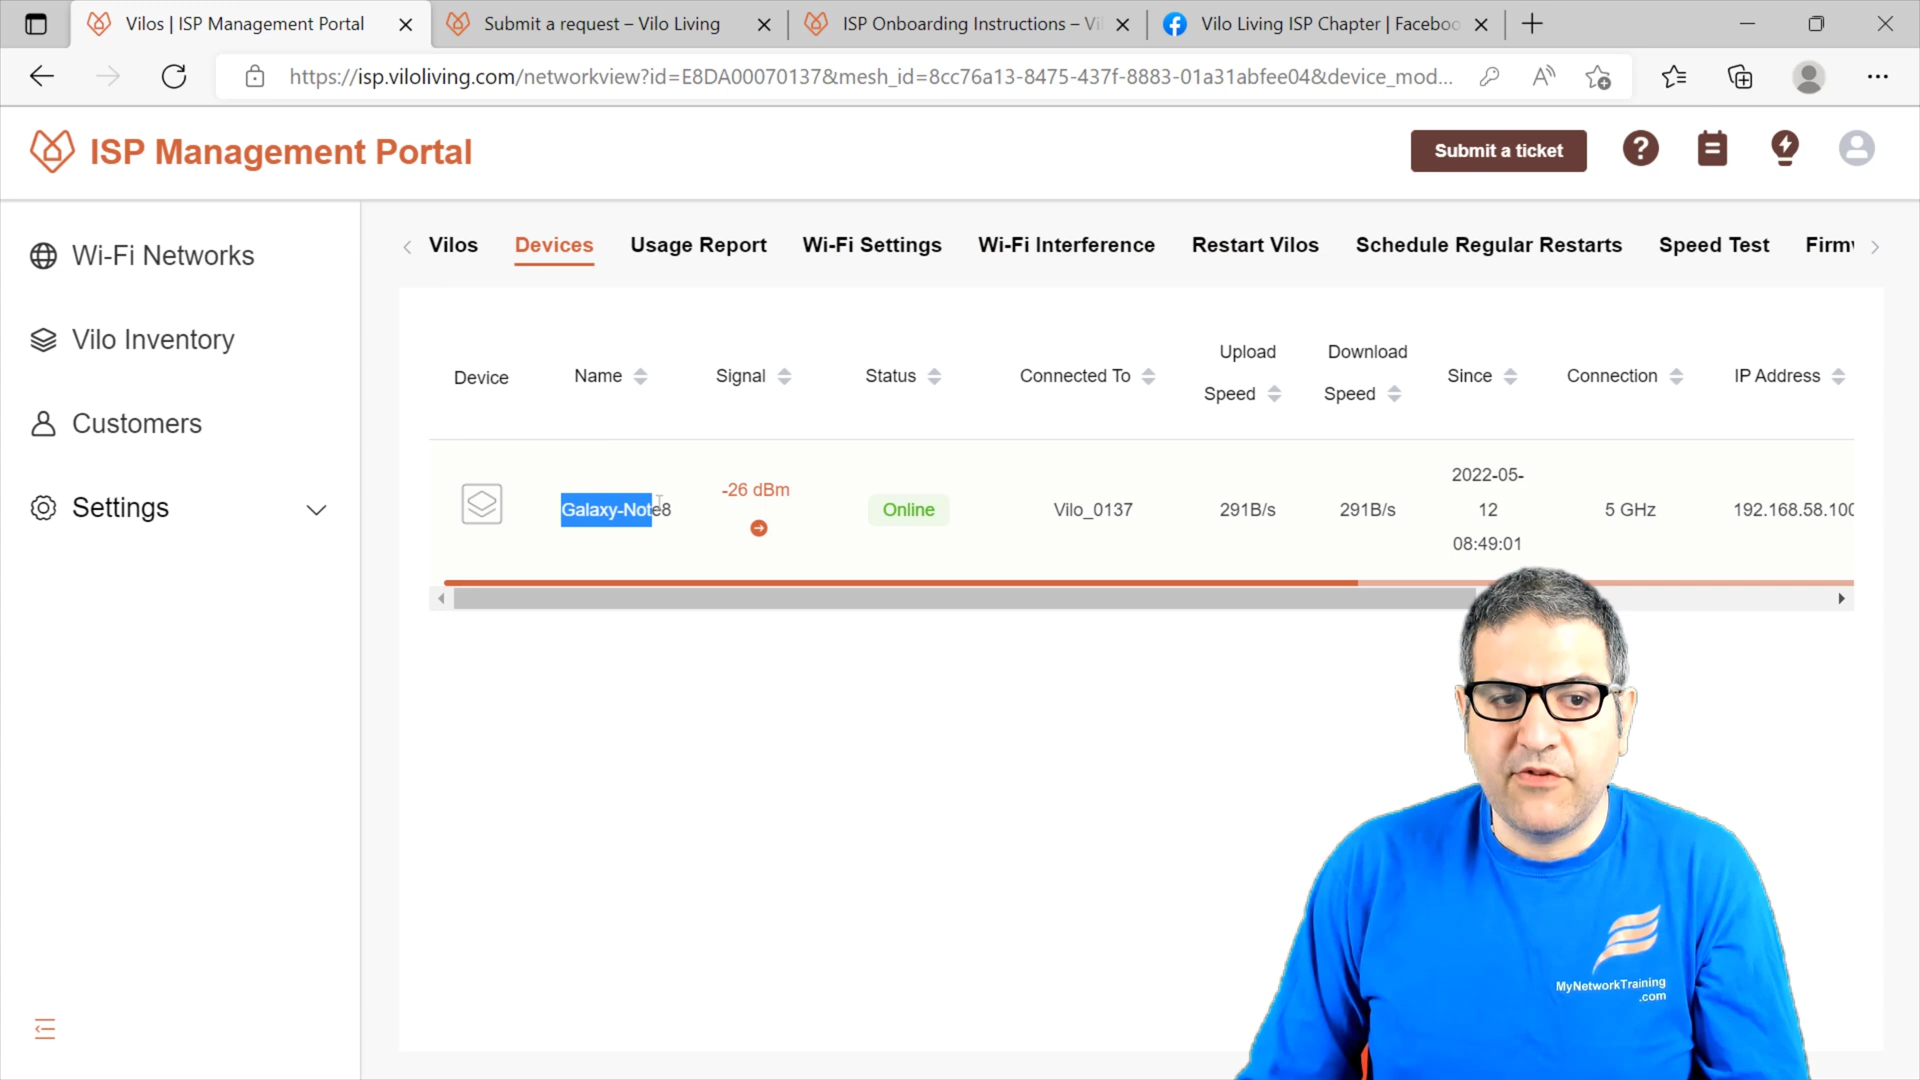 Vilos | ISP Management Portal
Submit a request – Vilo Living
ISP Onboarding Instructions – Vil
Vilo Living ISP Chapter | Faceboo
https://isp.viloliving.com/networkview?id=E8DA00070137&mesh_id=8cc76a13-8475-437f-8883-01a31abfee04&device_mod...
ISP Management Portal
Submit a ticket
Wi-Fi Networks
Vilo Inventory
Customers
Settings
Vilos
Devices
Usage Report
Wi-Fi Settings
Wi-Fi Interference
Restart Vilos
Schedule Regular Restarts
Speed Test
Firmv
Device
Name
Signal
Status
Connected To
Upload
Speed
Download
Speed
Since
Connection
IP Address
Galaxy-Note8
-26 dBm
Online
Vilo_0137
291B/s
291B/s
2022-05-
12
08:49:01
5 GHz
192.168.58.100
MyNetworkTraining
.com